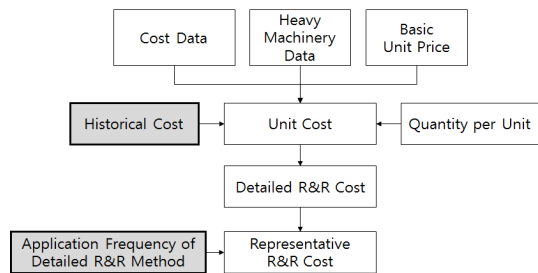 Cost Data
Heavy
Machinery
Data
Basic
Unit Price
Historical Cost
Unit Cost
Quantity per Unit
Detailed R&R Cost
Application Frequency of
Detailed R&R Method
Representative
R&R Cost